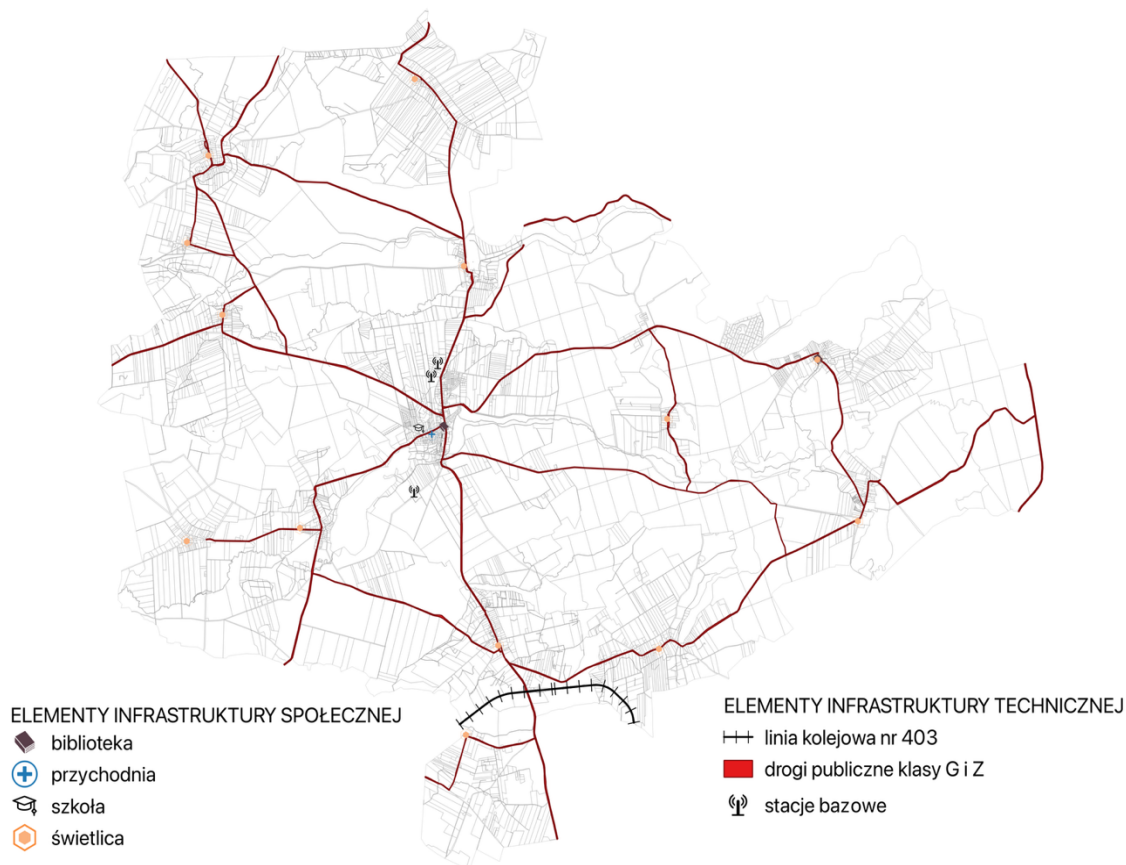 ELEMENTY INFRASTRUKTURY SPOŁECZNEJ
biblioteka
przychodnia
szkoła
świetlica
ELEMENTY INFRASTRUKTURY TECHNICZNEJ
linia kolejowa nr 403
drogi publiczne klasy G i Z
stacje bazowe